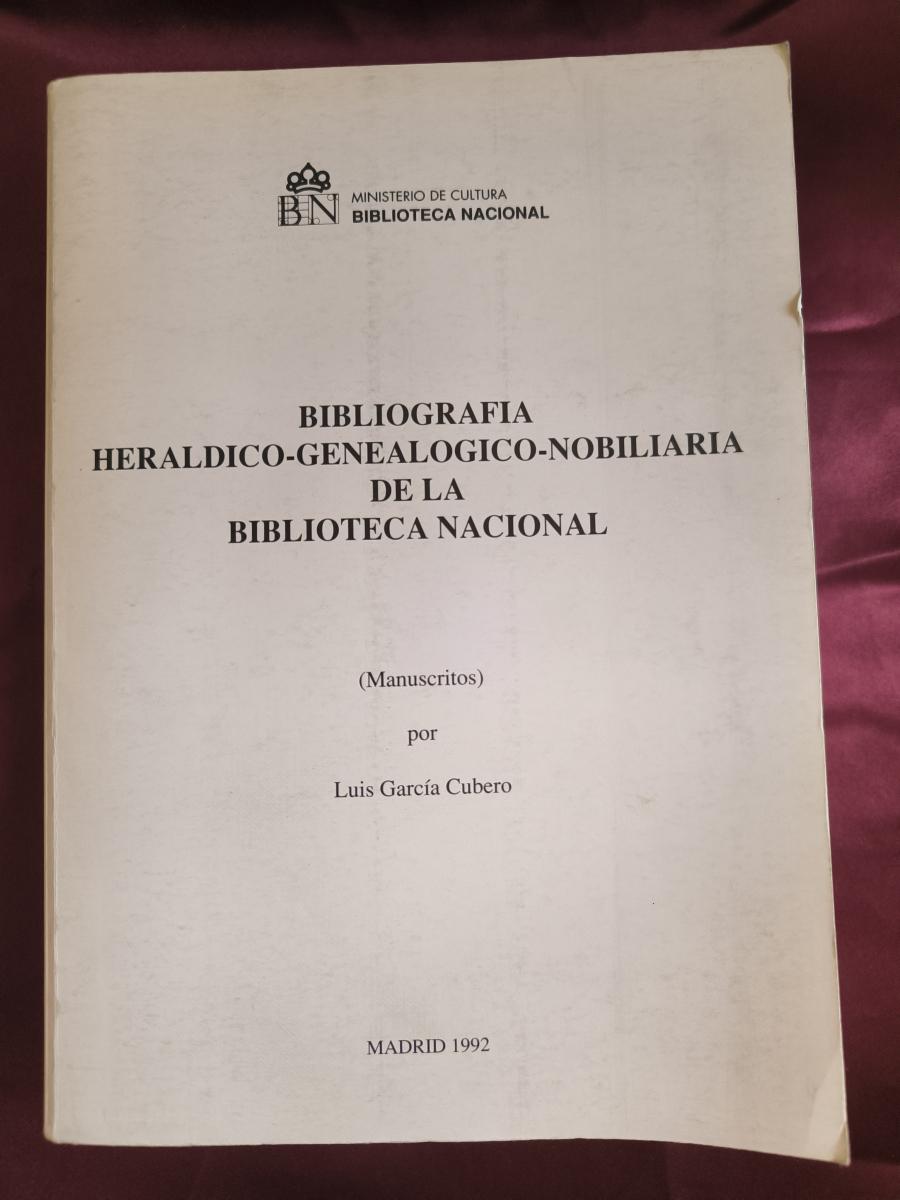 BN
MINISTERIO DE CULTURA
BIBLIOTECA NACIONAL
BIBLIOGRAFIA
HERALDICO-GENEALOGICO-NOBILIARIA
DE LA
BIBLIOTECA NACIONAL
(Manuscritos)
por
Luis García Cubero
MADRID 1992